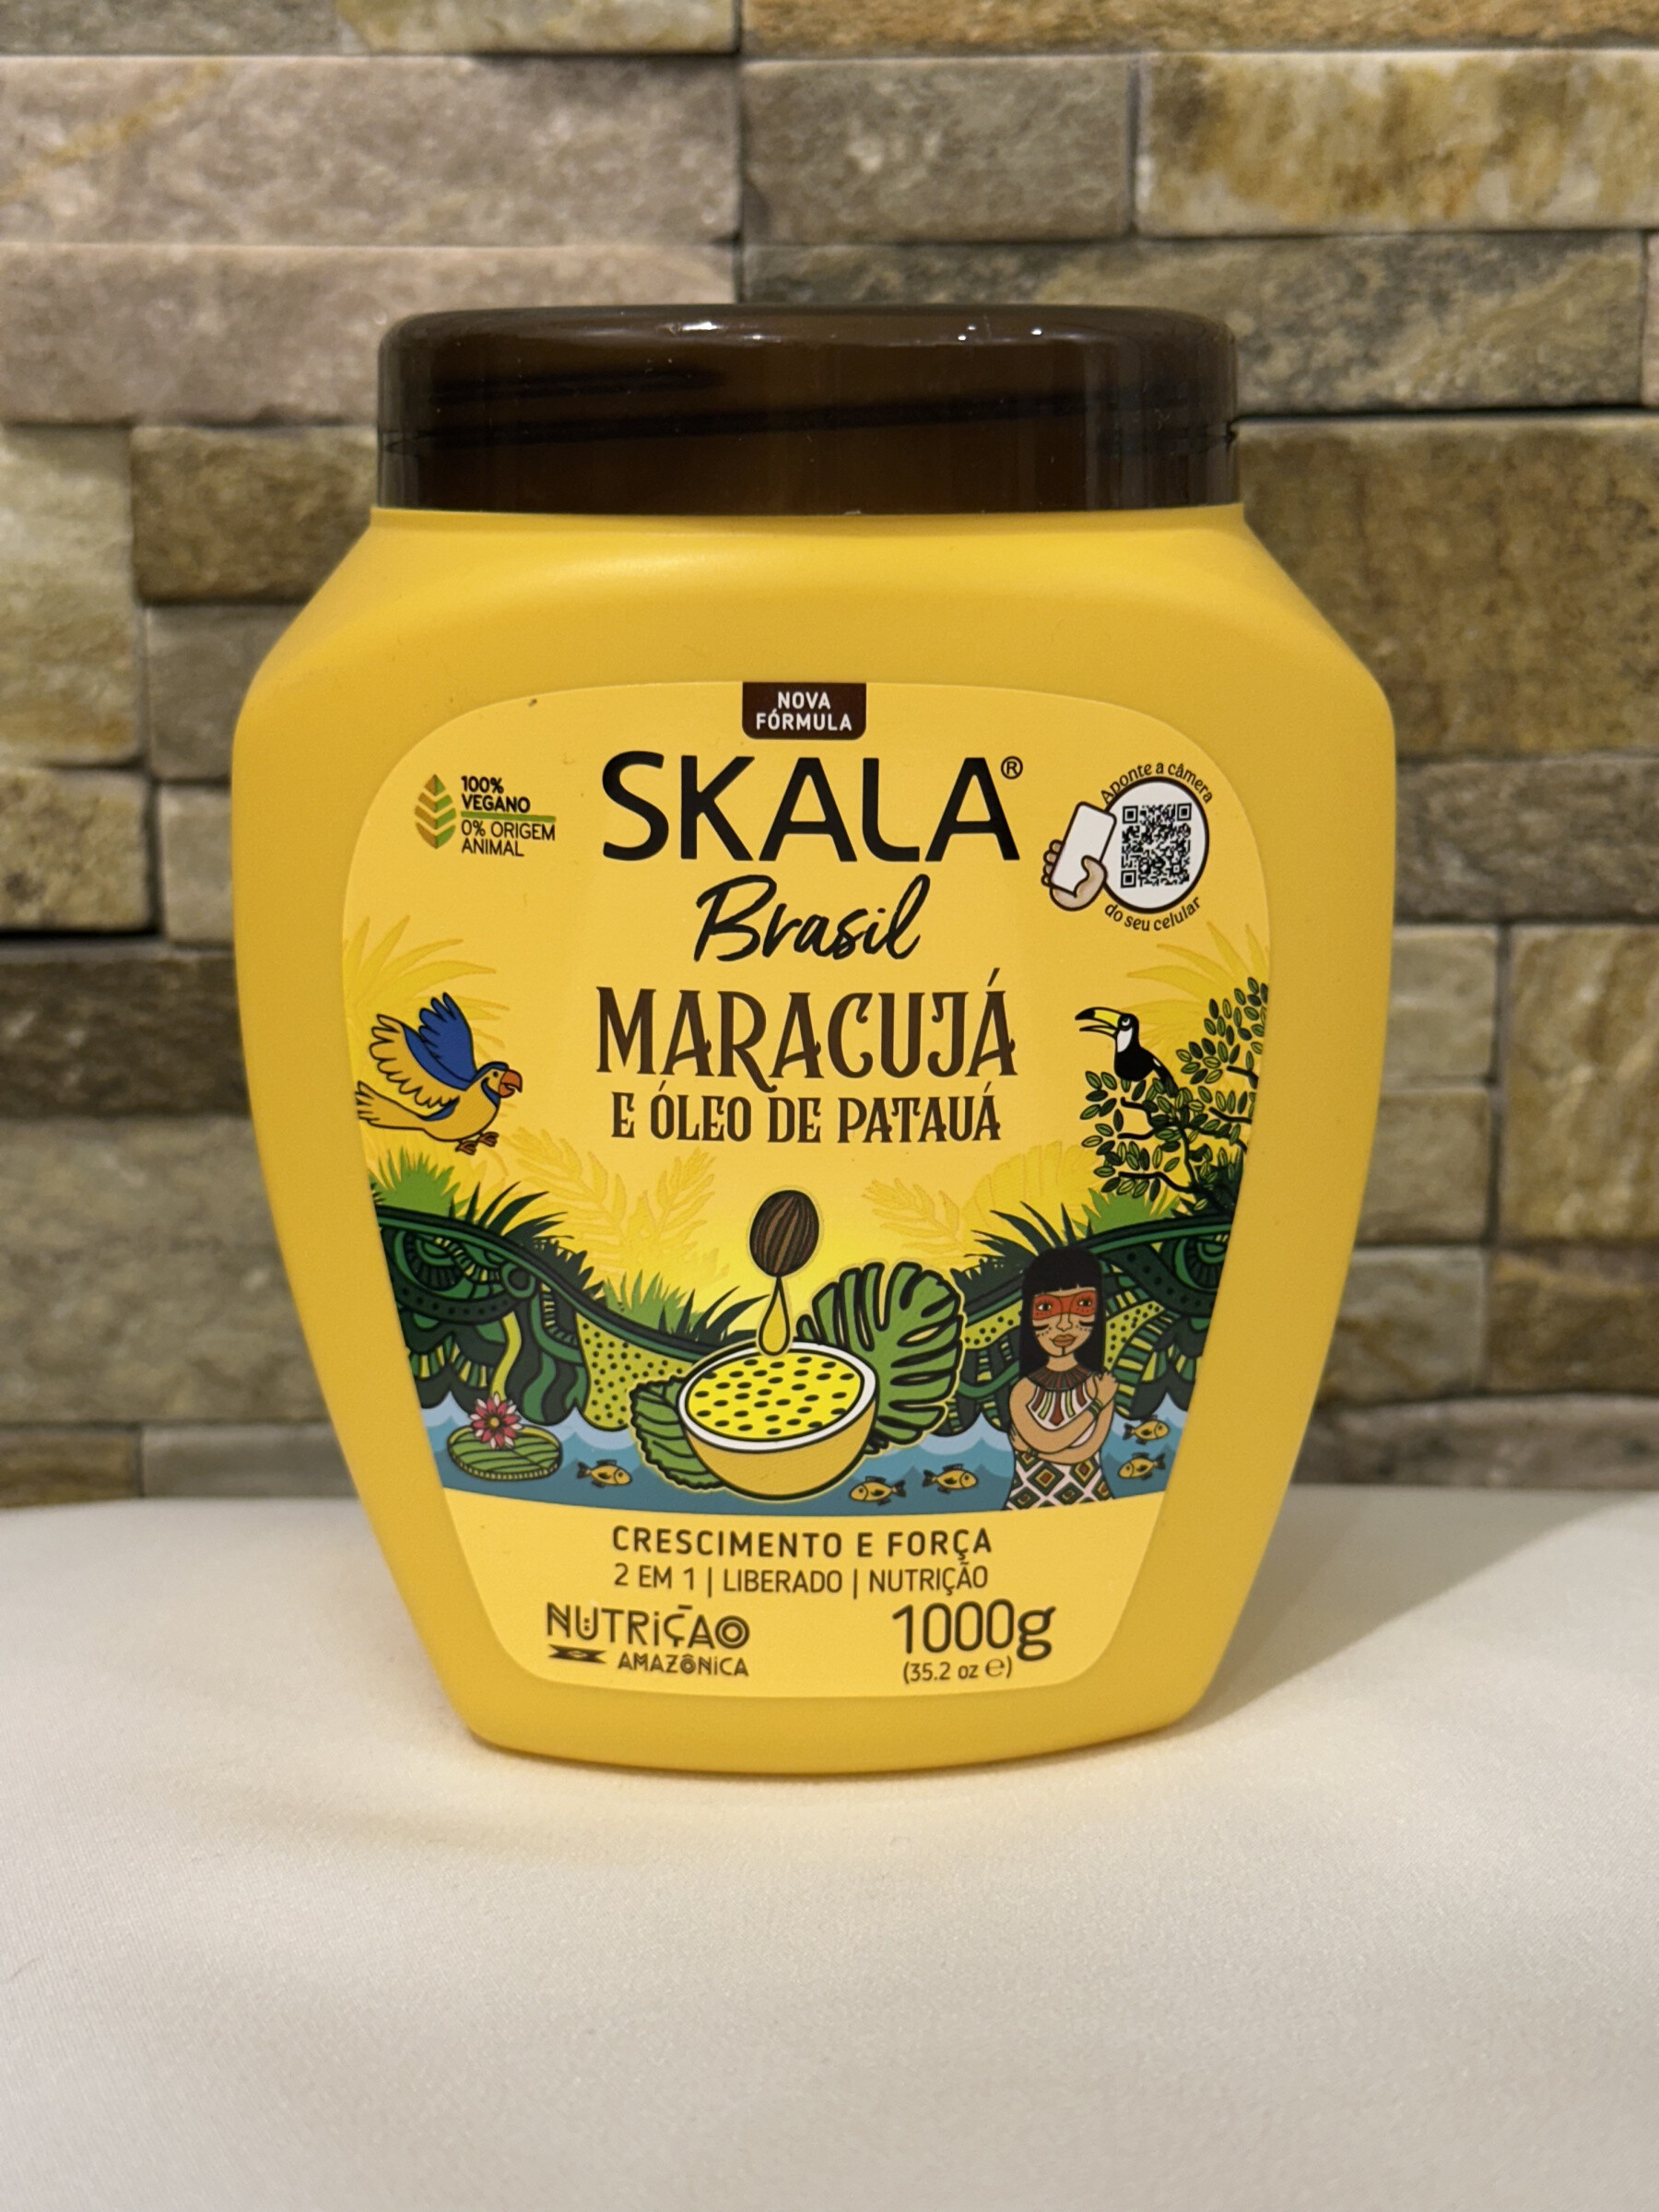 NOVA
FÓRMULA
SKALA®
100%
VEGANO
0% ORIGEM
ANIMAL
Aponte a câmera
do seu celular
Brasil
MARACUJÁ
E ÓLEO DE PATAUÁ
CRESCIMENTO E FORÇA
2 EM 1 | LIBERADO | NUTRIÇÃO
NUTRiÇÃO
AMAZÔNiCA
1000g
(35.2 oz ℮)